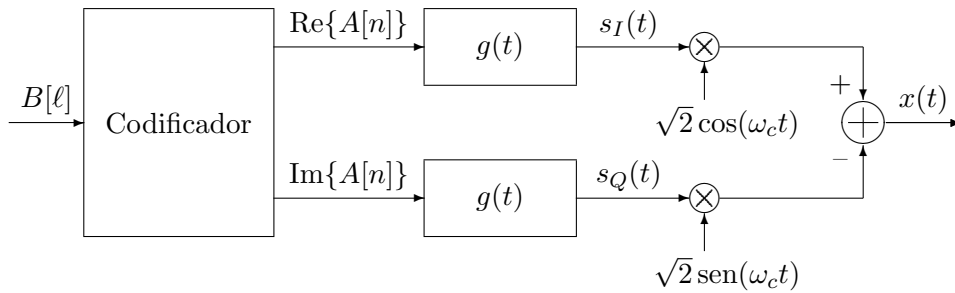 B[ℓ]
Codificador
Re{A[n]}
g(t)
s_I(t)
×
√2 cos(ω_c t)
+
+
x(t)
−
Im{A[n]}
g(t)
s_Q(t)
×
√2 sen(ω_c t)